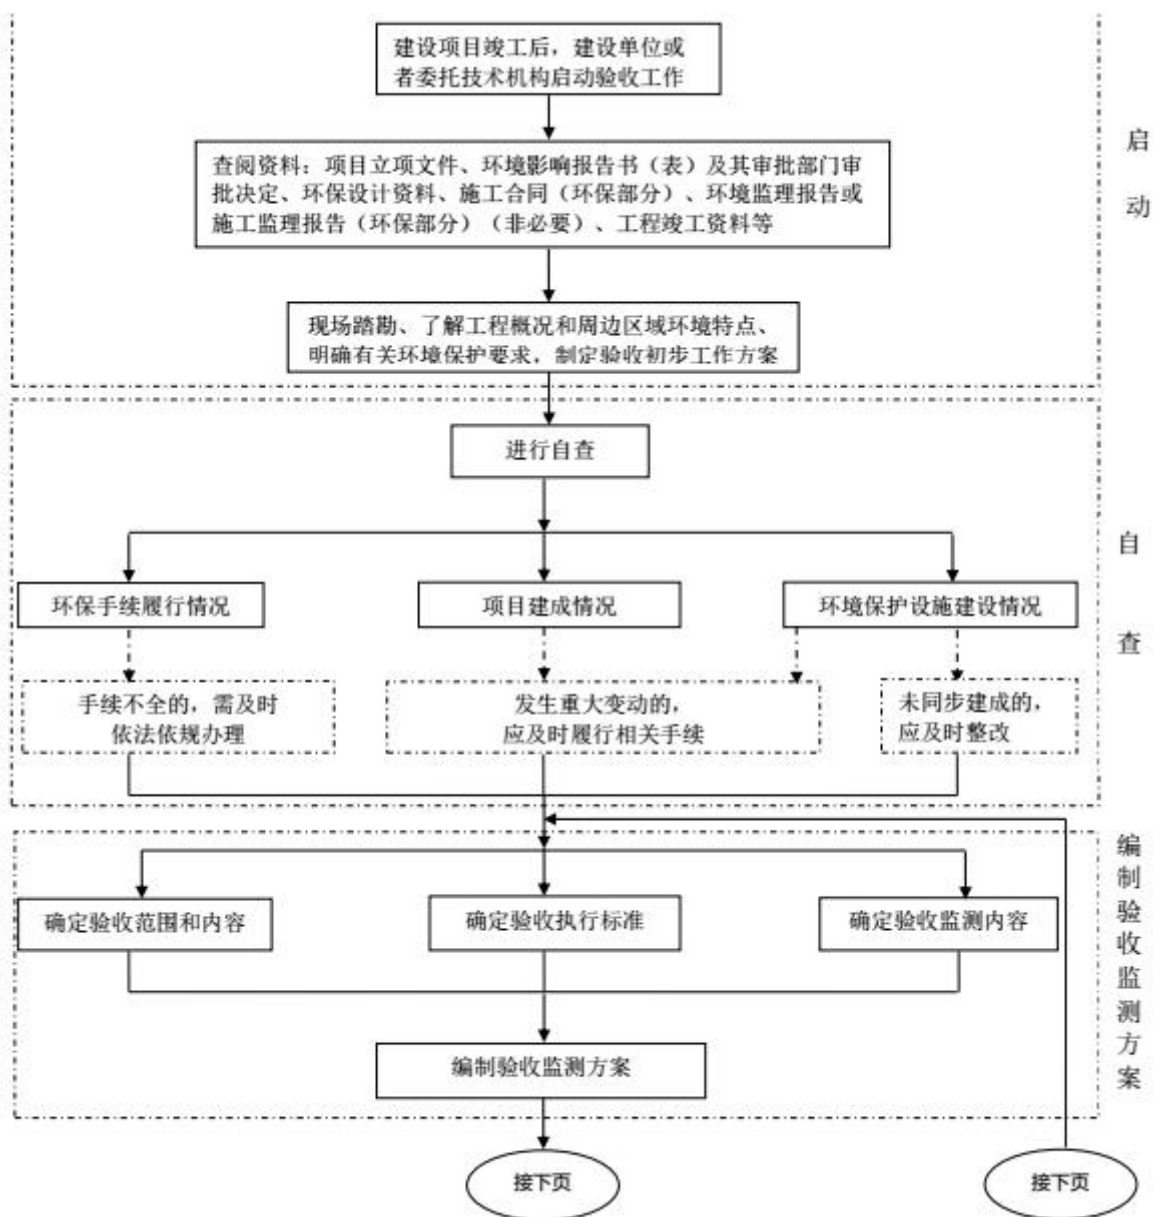 建设项目竣工后，建设单位或
者委托技术机构启动验收工作
启
动
查阅资料：项目立项文件、环境影响报告书（表）及其审批部门审
批决定、环保设计资料、施工合同（环保部分）、环境监理报告或
施工监理报告（环保部分）（非必要）、工程竣工资料等
现场踏勘、了解工程概况和周边区域环境特点、
明确有关环境保护要求，制定验收初步工作方案
进行自查
自
查
环保手续履行情况
项目建成情况
环境保护设施建设情况
手续不全的，需及时
依法依规办理
发生重大变动的，
应及时履行相关手续
未同步建成的，
应及时整改
编
制
验
收
监
测
方
案
确定验收范围和内容
确定验收执行标准
确定验收监测内容
编制验收监测方案
接下页
接下页